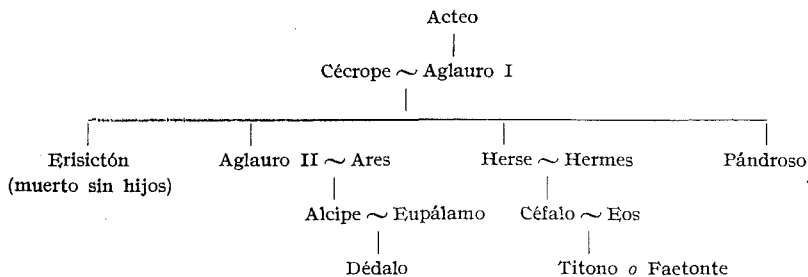 Acteo
Cécrope ~ Aglauro I
Erisictón Aglauro II ~ Ares Herse ~ Hermes Pándroso
(muerto sin hijos)
Alcipe ~ Eupálamo Céfalo ~ Eos
Dédalo Titono o Faetonte